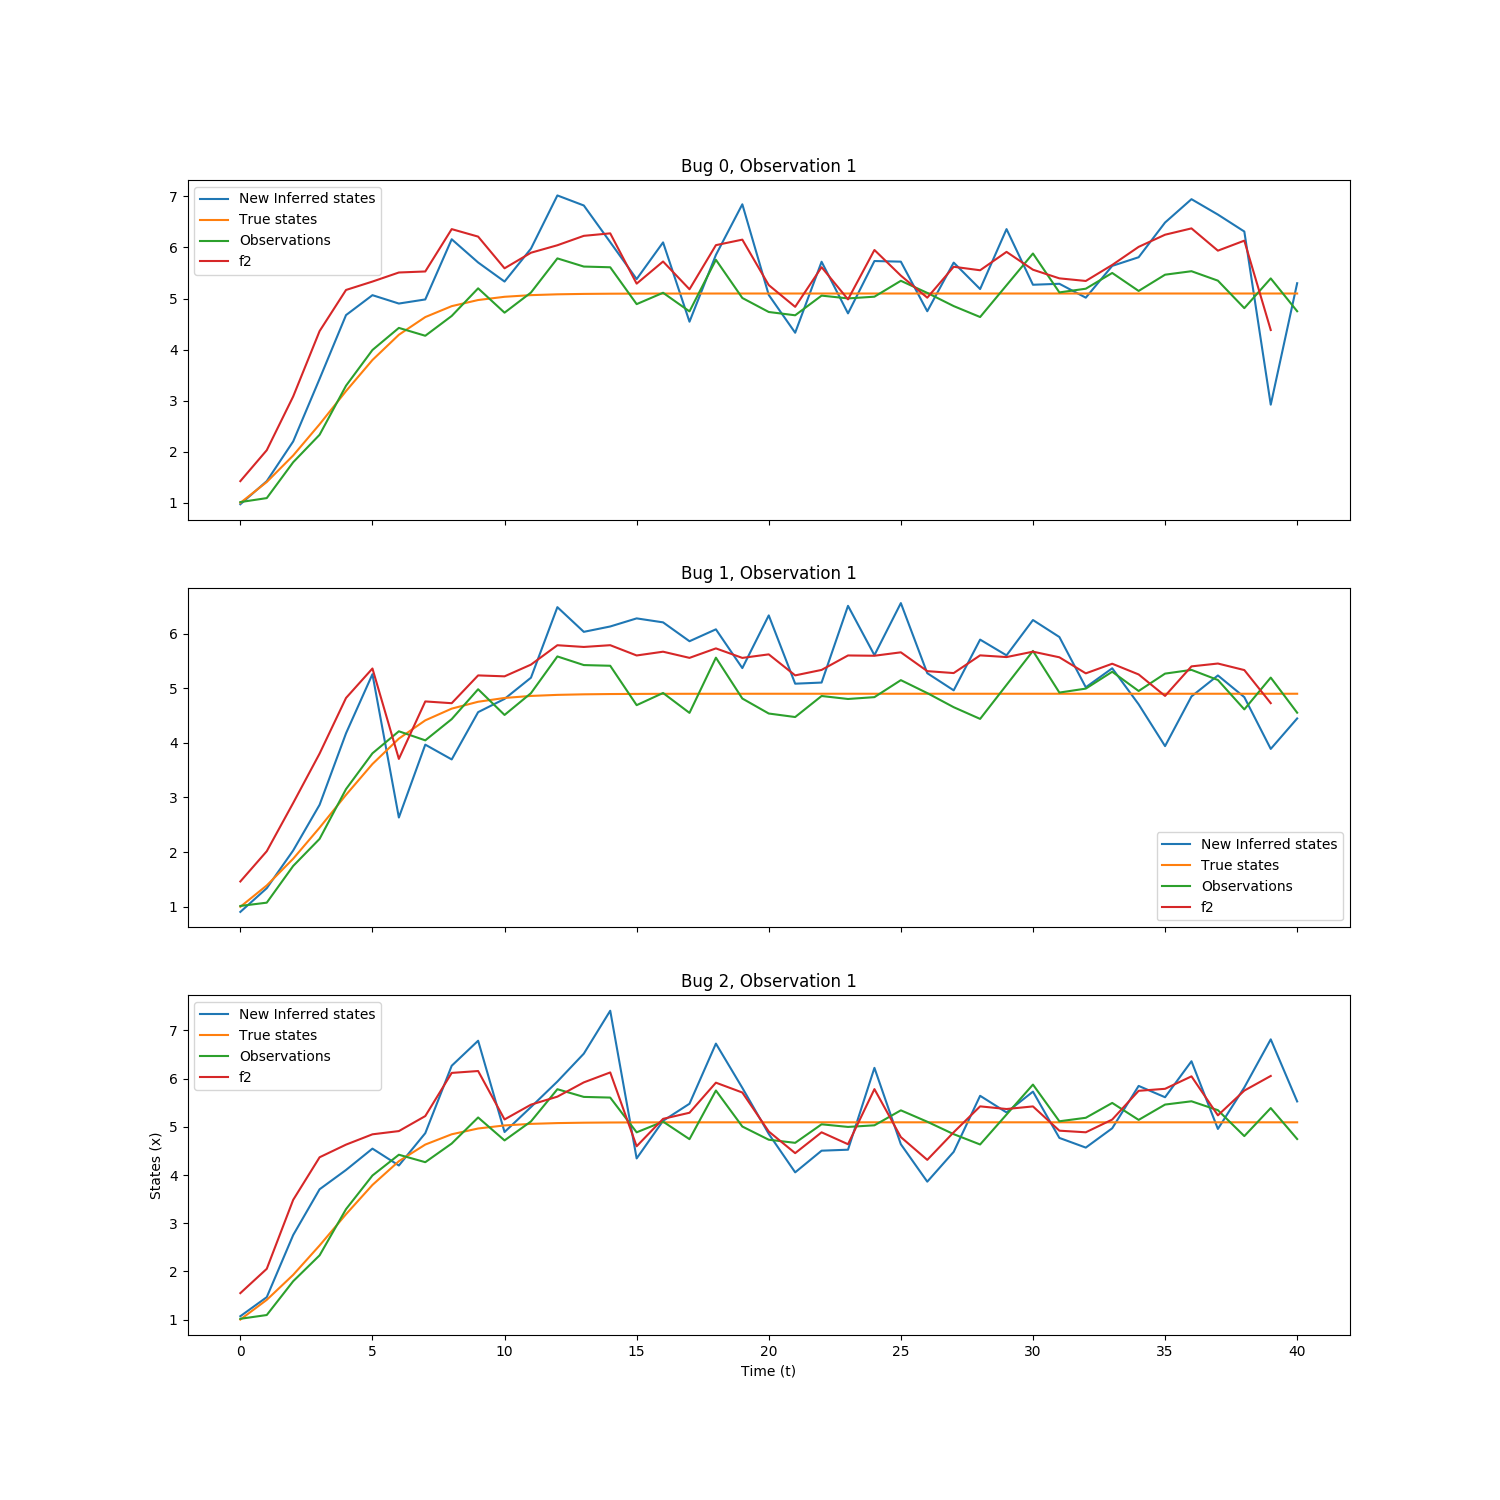 Bug 0, Observation 1
New Inferred states
True states
Observations
f2
7
6
5
4
3
2
1
Bug 1, Observation 1
6
5
4
3
2
1
New Inferred states
True states
Observations
f2
Bug 2, Observation 1
New Inferred states
True states
Observations
f2
7
6
5
4
3
2
1
States (x)
0 5 10 15 20 25 30 35 40
Time (t)